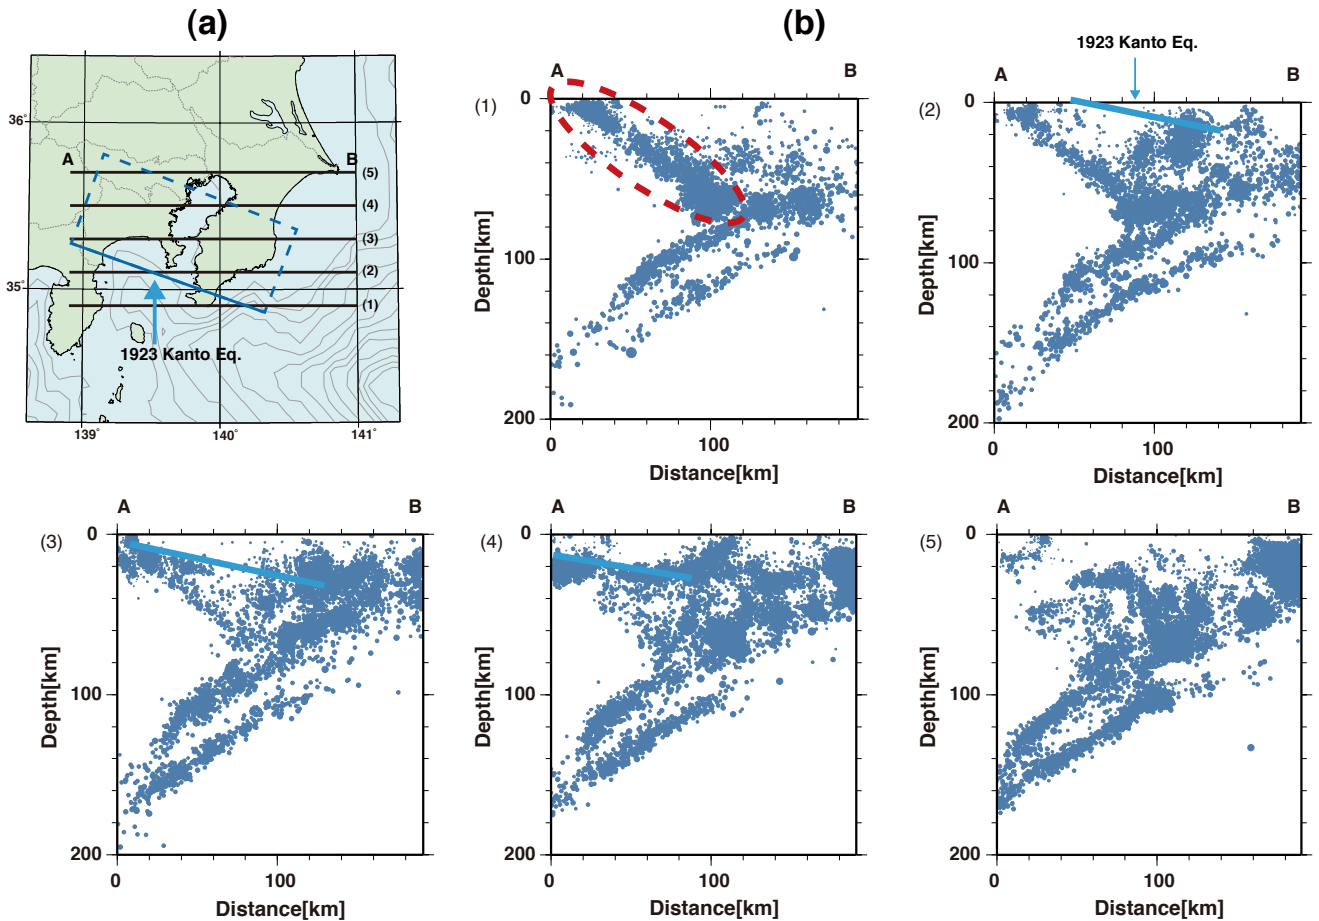 (a)
(b)
36°
35°
139°
140°
141°
A
B
(5)
(4)
(3)
(2)
(1)
1923 Kanto Eq.
(1)
A
B
0
100
200
Depth[km]
0
100
Distance[km]
1923 Kanto Eq.
(2)
A
B
0
100
200
Depth[km]
0
100
Distance[km]
(3)
A
B
0
100
200
Depth[km]
0
100
Distance[km]
(4)
A
B
0
100
200
Depth[km]
0
100
Distance[km]
(5)
A
B
0
100
200
Depth[km]
0
100
Distance[km]